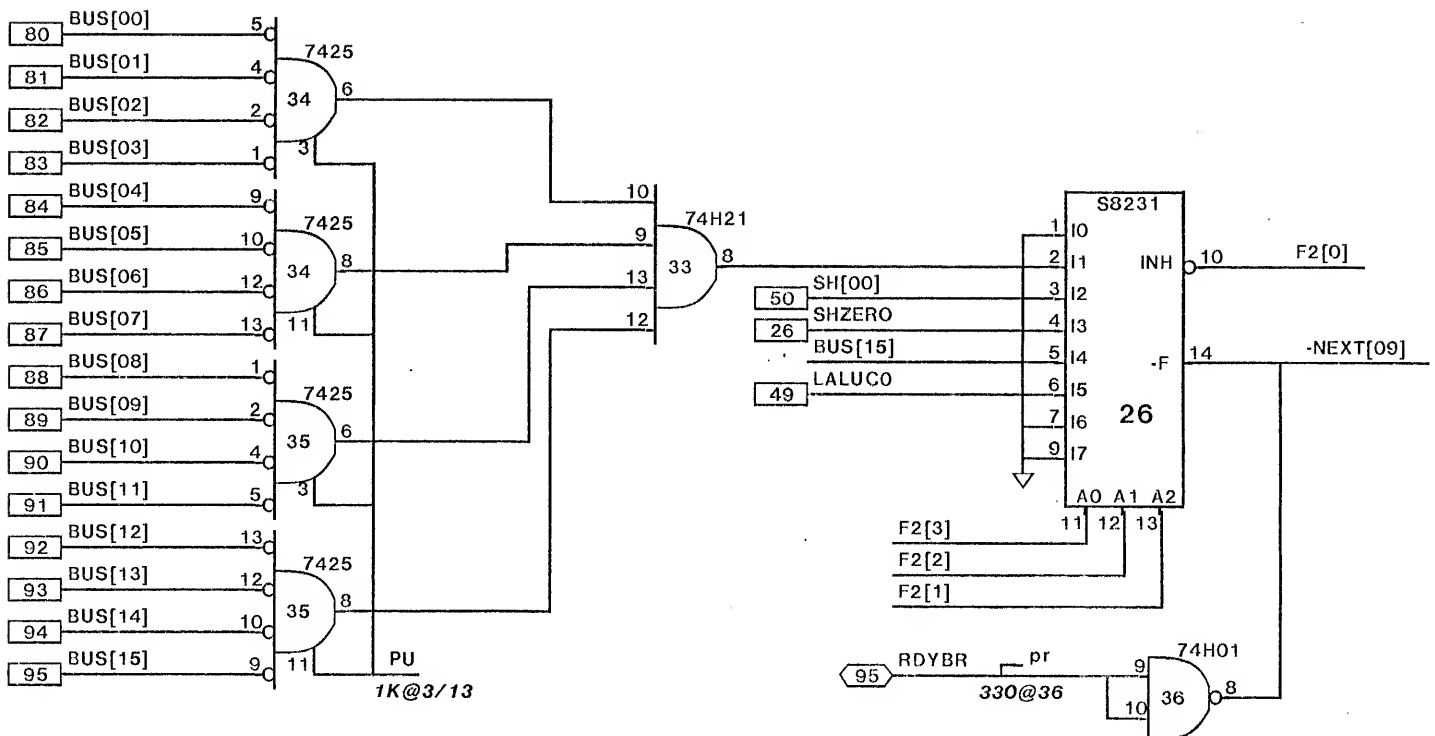 80 BUS[00] 5
7425
81 BUS[01] 4
34 6
82 BUS[02] 2
83 BUS[03] 1 3
84 BUS[04] 9
7425
85 BUS[05] 10
34 8
86 BUS[06] 12
87 BUS[07] 13 11
88 BUS[08] 1
7425
89 BUS[09] 2
35 6
90 BUS[10] 4
91 BUS[11] 5 3
92 BUS[12] 13
7425
93 BUS[13] 12
35 8
94 BUS[14] 10
95 BUS[15] 9 11
PU
1K@3/13
10
74H21
9
33 8
13
12
S8231
1 I0
2 I1
INH 10 F2[0]
50 SH[00] 3 I2
26 SHZERO 4 I3
BUS[15] 5 I4
-F 14 -NEXT[09]
49 LALUC0 6 I5
7 I6
26
9 I7
A0 A1 A2
11 12 13
F2[3]
F2[2]
F2[1]
74H01
95 RDYBR pr 9
330@36
36 8
10